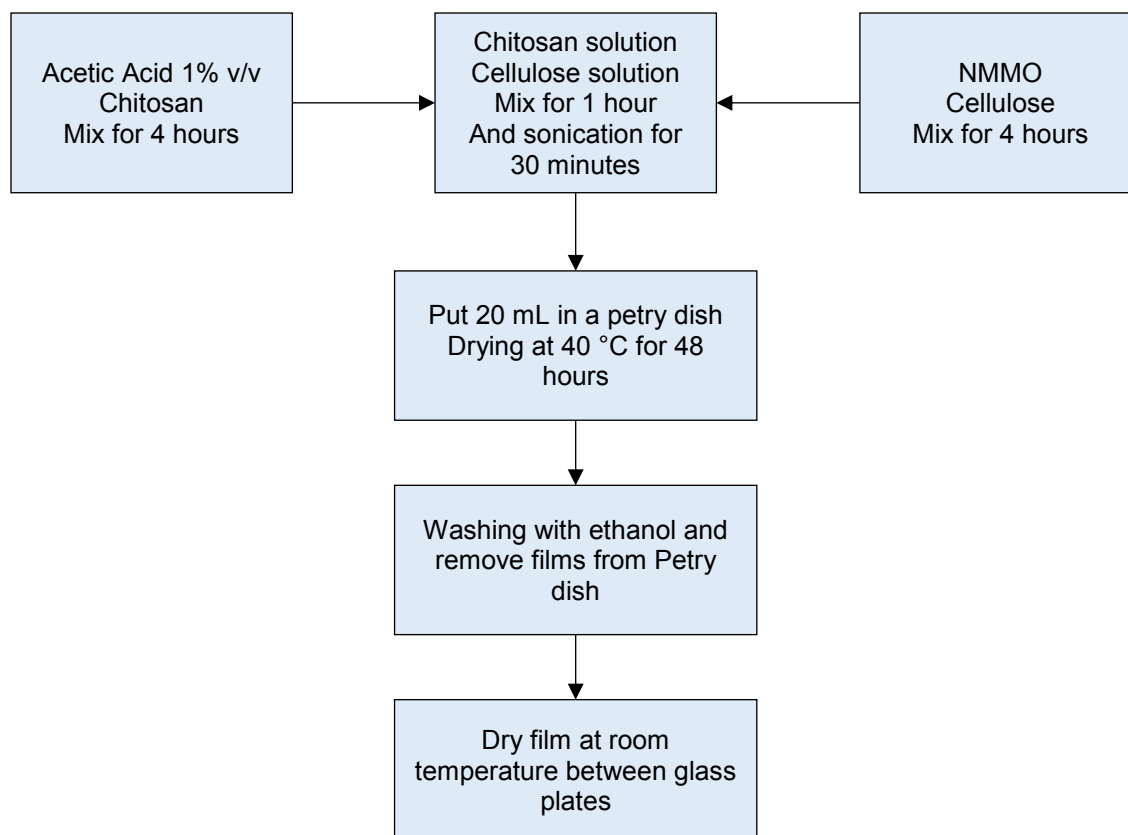 Acetic Acid 1% v/v
Chitosan
Mix for 4 hours
Chitosan solution
Cellulose solution
Mix for 1 hour
And sonication for
30 minutes
NMMO
Cellulose
Mix for 4 hours
Put 20 mL in a petry dish
Drying at 40 °C for 48
hours
Washing with ethanol and
remove films from Petry
dish
Dry film at room
temperature between glass
plates